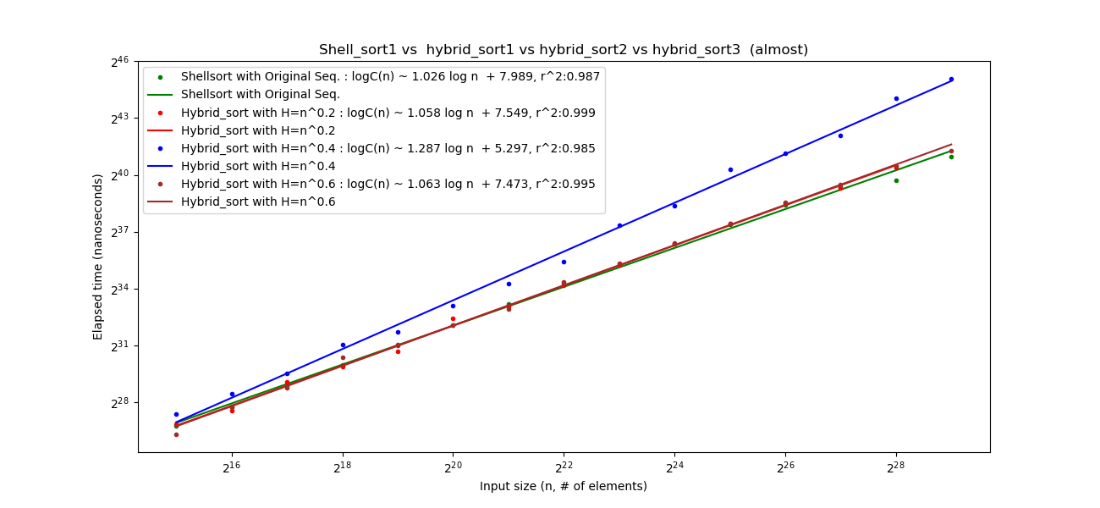 Shell_sort1 vs  hybrid_sort1 vs hybrid_sort2 vs hybrid_sort3  (almost)
Shellsort with Original Seq. : logC(n) ~ 1.026 log n  + 7.989, r^2:0.987
Shellsort with Original Seq.
Hybrid_sort with H=n^0.2 : logC(n) ~ 1.058 log n  + 7.549, r^2:0.999
Hybrid_sort with H=n^0.2
Hybrid_sort with H=n^0.4 : logC(n) ~ 1.287 log n  + 5.297, r^2:0.985
Hybrid_sort with H=n^0.4
Hybrid_sort with H=n^0.6 : logC(n) ~ 1.063 log n  + 7.473, r^2:0.995
Hybrid_sort with H=n^0.6
Elapsed time (nanoseconds)
2^46
2^43
2^40
2^37
2^34
2^31
2^28
2^16 2^18 2^20 2^22 2^24 2^26 2^28
Input size (n, # of elements)